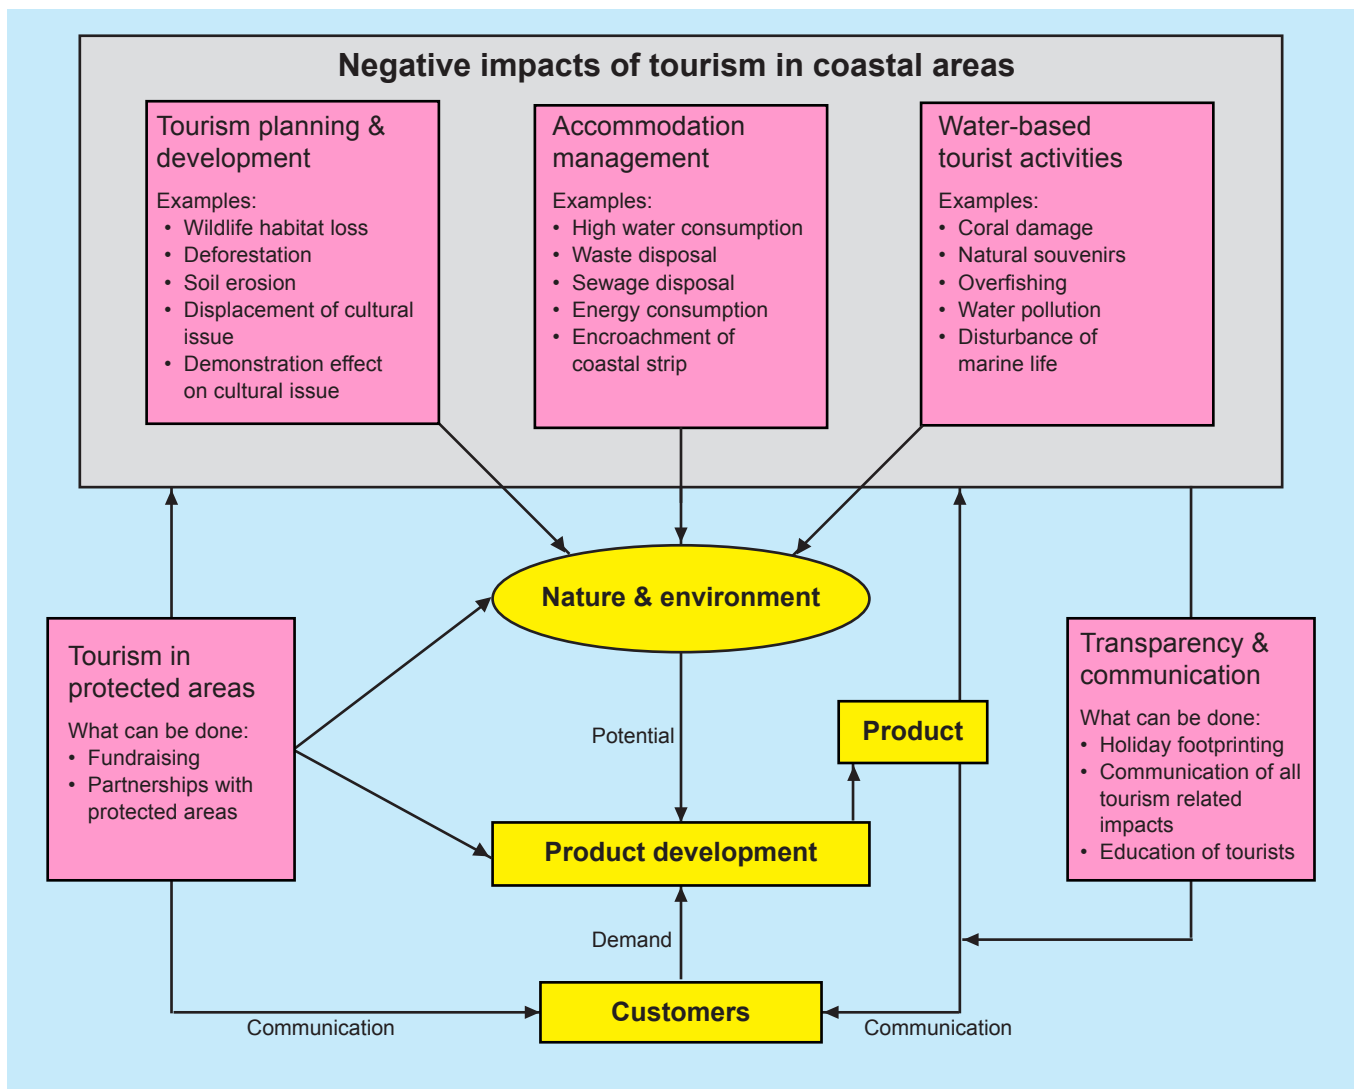 Negative impacts of tourism in coastal areas
Tourism planning &
development
Examples:
• Wildlife habitat loss
• Deforestation
• Soil erosion
• Displacement of cultural
issue
• Demonstration effect
on cultural issue
Accommodation
management
Examples:
• High water consumption
• Waste disposal
• Sewage disposal
• Energy consumption
• Encroachment of
coastal strip
Water-based
tourist activities
Examples:
• Coral damage
• Natural souvenirs
• Overfishing
• Water pollution
• Disturbance of
marine life
Nature & environment
Tourism in
protected areas
What can be done:
• Fundraising
• Partnerships with
protected areas
Potential
Product
Transparency &
communication
What can be done:
• Holiday footprinting
• Communication of all
tourism related
impacts
• Education of tourists
Product development
Demand
Customers
Communication
Communication